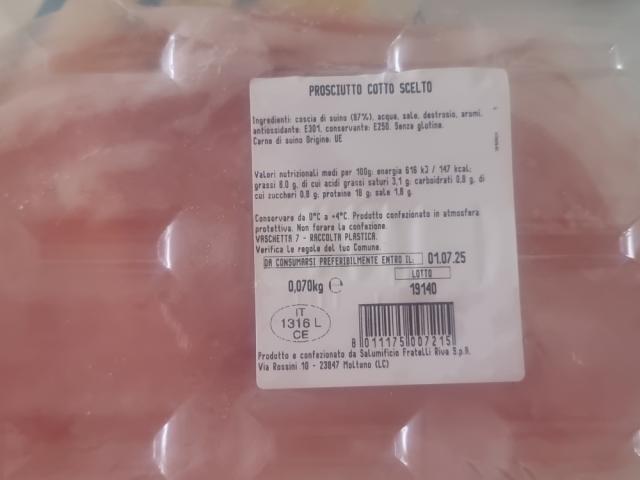 PROSCIUTTO COTTO SCELTO
Ingredienti: coscia di suino (87%), acqua, sale, destrosio, aromi,
antiossidante: E301, conservante: E250. Senza glutine.
Carne di suino Origine: UE
Valori nutrizionali medi per 100g: energia 616 kJ / 147 kcal;
grassi 8,0 g, di cui acidi grassi saturi 3,1 g; carboidrati 0,8 g, di
cui zuccheri 0,8 g; proteine 18 g; sale 1,8 g.
Conservare da 0°C a +4°C. Prodotto confezionato in atmosfera
protettiva. Non forare la confezione.
VASCHETTA 7 - RACCOLTA PLASTICA.
Verifica le regole del tuo Comune.
DA CONSUMARSI PREFERIBILMENTE ENTRO IL: 01.07.25
LOTTO
0,070kg e 19140
IT
1316 L
CE
8 011175 007215
Prodotto e confezionato da Salumificio Fratelli Riva S.p.A.
Via Rossini 10 - 23847 Molteno (LC)